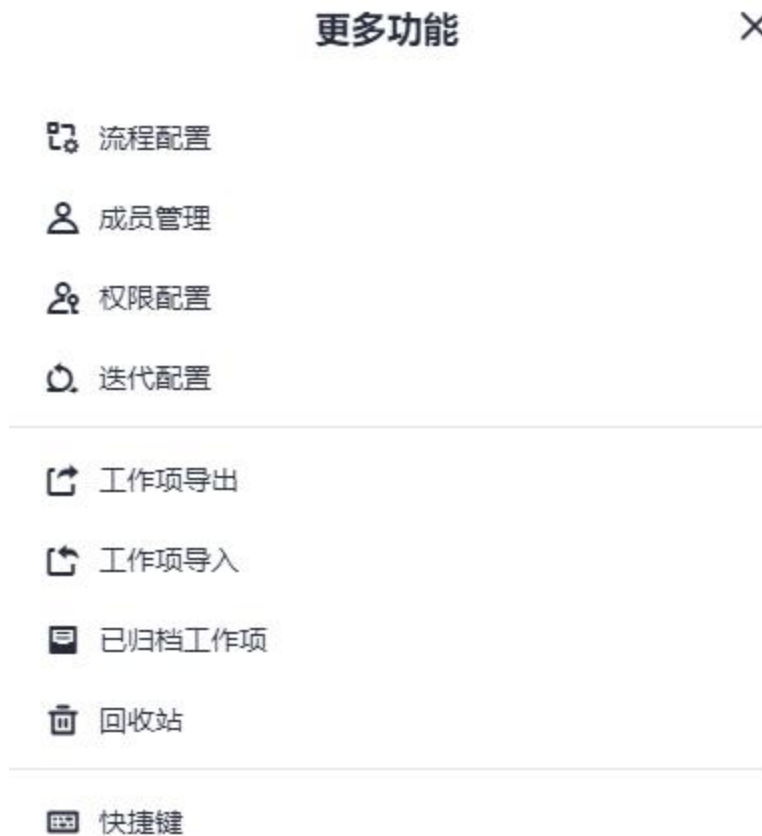 更多功能
流程配置
成员管理
权限配置
迭代配置
工作项导出
工作项导入
已归档工作项
回收站
快捷键